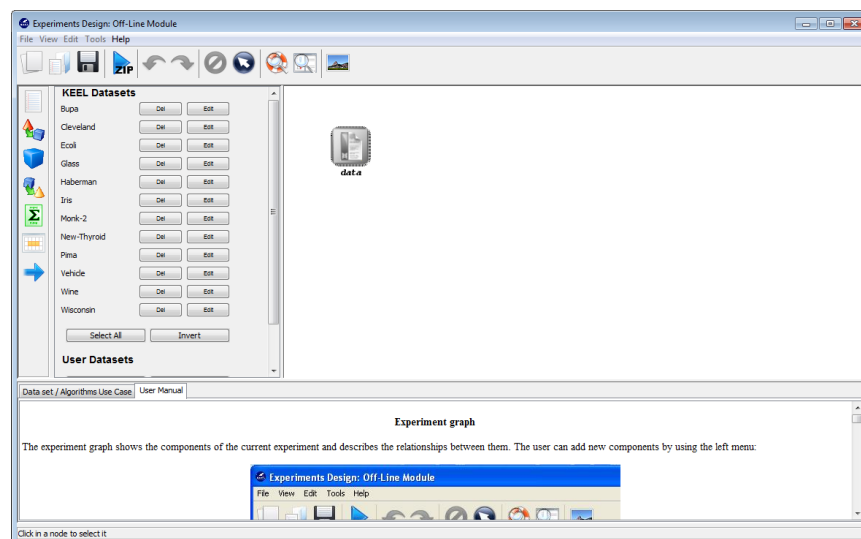 Experiments Design: Off-Line Module
File View Edit Tools Help
ZIP
KEEL Datasets
Bupa Del Edit
Cleveland Del Edit
Ecoli Del Edit
Glass Del Edit
Haberman Del Edit
Iris Del Edit
Monk-2 Del Edit
New-Thyroid Del Edit
Pima Del Edit
Vehicle Del Edit
Wine Del Edit
Wisconsin Del Edit
Select All Invert
User Datasets
data
Data set / Algorithms Use Case User Manual
Experiment graph
The experiment graph shows the components of the current experiment and describes the relationships between them. The user can add new components by using the left menu:
Experiments Design: Off-Line Module
File View Edit Tools Help
Click in a node to select it